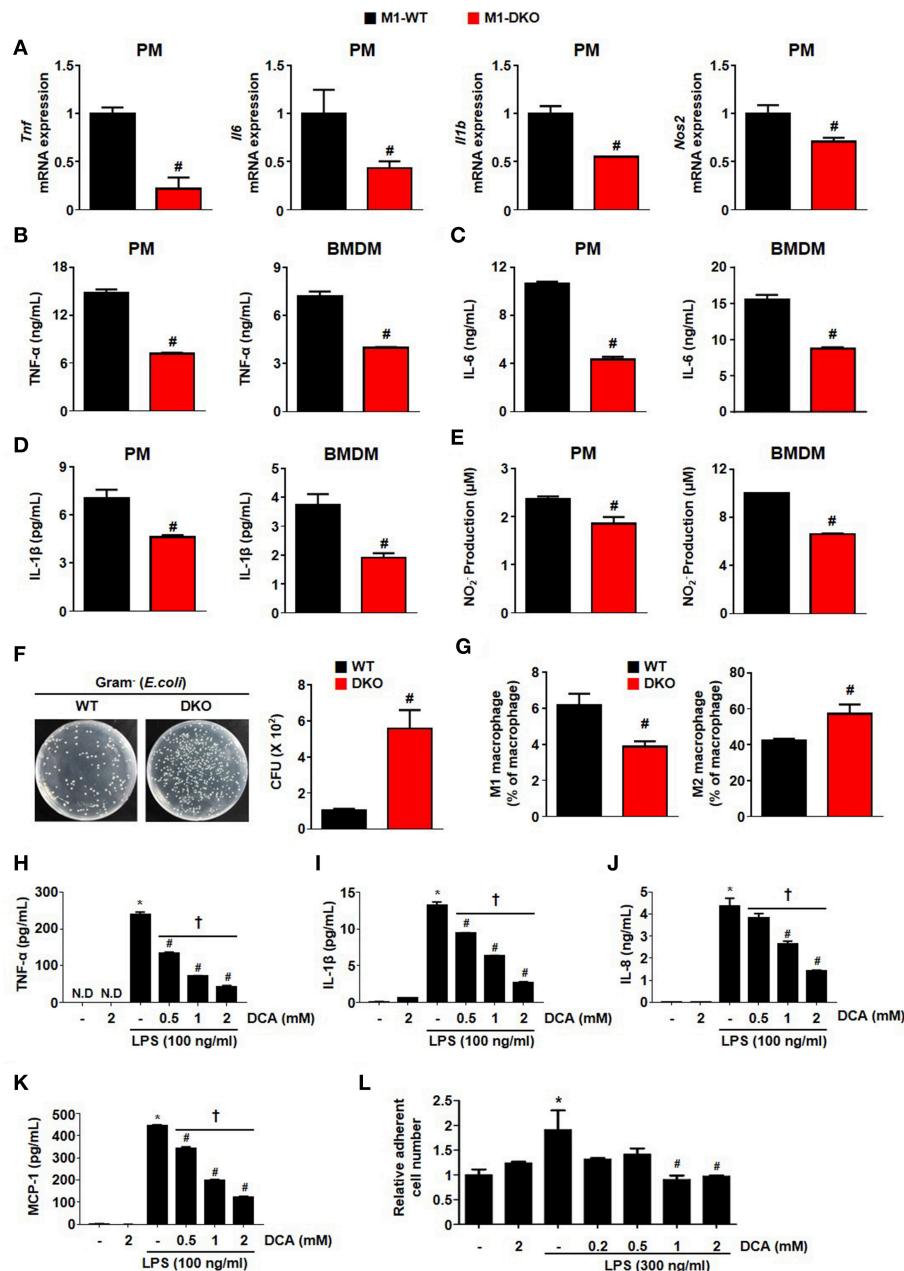 M1-WT M1-DKO
A PM PM PM PM
Tnf mRNA expression
1.5
1
0.5
0
#
Il6 mRNA expression
1.5
1
0.5
0
#
Il1b mRNA expression
1.5
1
0.5
0
#
Nos2 mRNA expression
1.5
1
0.5
0
#
B PM BMDM
TNF-α (ng/mL)
18
12
6
0
#
TNF-α (ng/mL)
9
6
3
0
#
C PM BMDM
IL-6 (ng/mL)
12
8
4
0
#
IL-6 (ng/mL)
20
15
10
5
0
#
D PM BMDM
IL-1β (pg/mL)
9
6
3
0
#
IL-1β (pg/mL)
5
4
3
2
1
0
#
E PM BMDM
NO2- Production (µM)
3
2
1
0
#
NO2- Production (µM)
12
8
4
0
#
F
Gram- (E.coli)
WT DKO
WT
DKO
CFU (X 10²)
8
6
4
2
0
#
G
WT
DKO
M1 macrophage
(% of macrophage)
8
6
4
2
0
#
M2 macrophage
(% of macrophage)
80
60
40
20
0
#
H
TNF-α (pg/mL)
300
200
100
0
N.D N.D * # # # †
- 2 - 0.5 1 2 DCA (mM)
LPS (100 ng/ml)
I
IL-1β (pg/mL)
15
10
5
0
* # # # †
- 2 - 0.5 1 2 DCA (mM)
LPS (100 ng/ml)
J
IL-8 (ng/mL)
5
4
3
2
1
0
* † # #
- 2 - 0.5 1 2 DCA (mM)
LPS (100 ng/ml)
K
MCP-1 (pg/mL)
500
400
300
200
100
0
* # # # †
- 2 - 0.5 1 2 DCA (mM)
LPS (100 ng/ml)
L
Relative adherent
cell number
2.5
2
1.5
1
0.5
0
* # #
- 2 - 0.2 0.5 1 2 DCA (mM)
LPS (300 ng/ml)